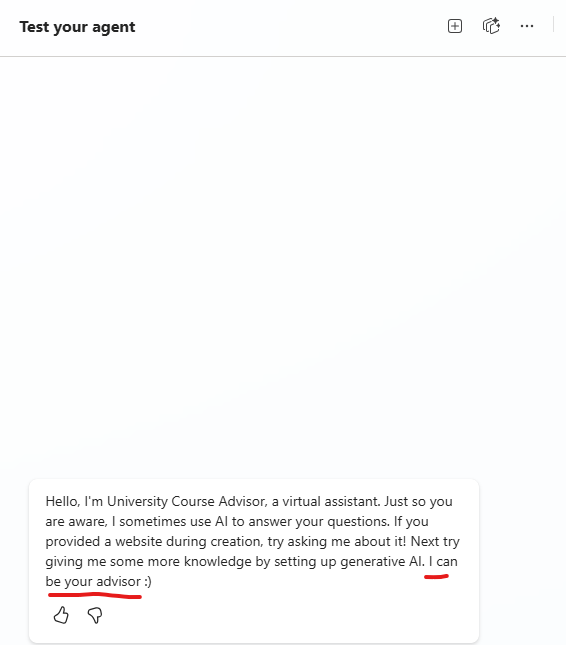 Test your agent
Hello, I'm University Course Advisor, a virtual assistant. Just so you
are aware, I sometimes use AI to answer your questions. If you
provided a website during creation, try asking me about it! Next try
giving me some more knowledge by setting up generative AI. I can
be your advisor :)